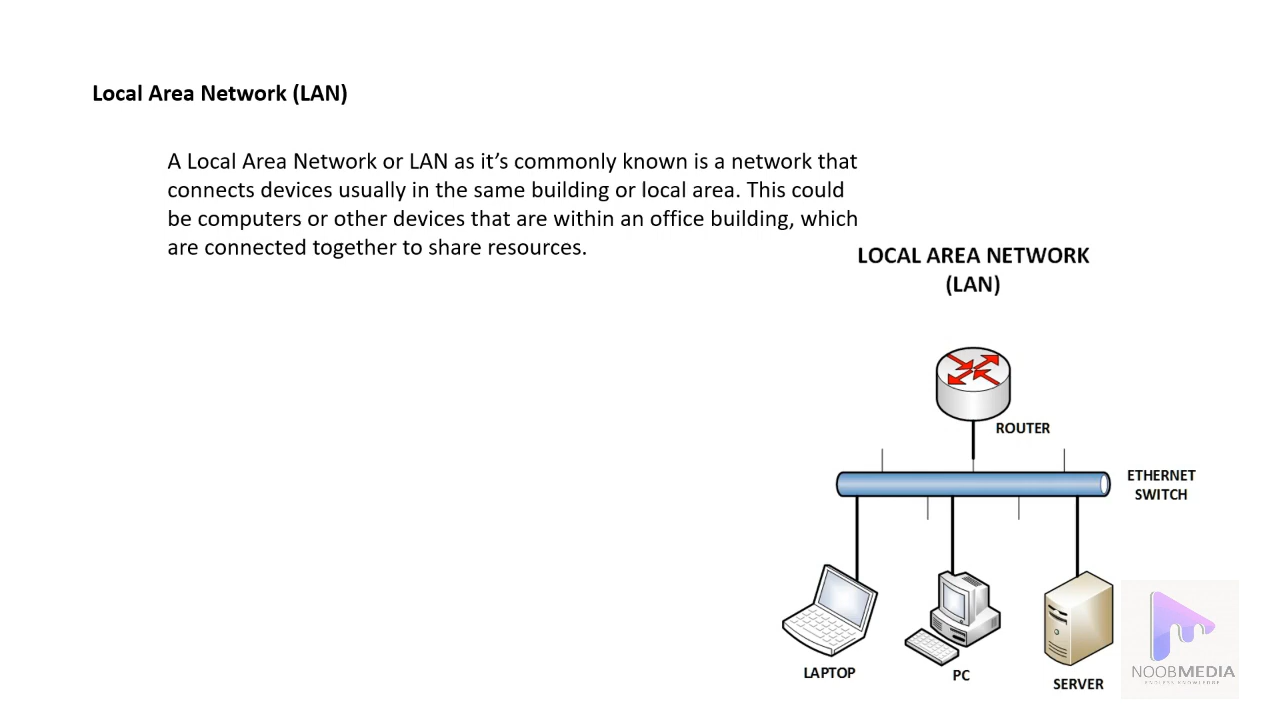 Local Area Network (LAN)
A Local Area Network or LAN as it’s commonly known is a network that
connects devices usually in the same building or local area. This could
be computers or other devices that are within an office building, which
are connected together to share resources.
LOCAL AREA NETWORK
(LAN)
ROUTER
ETHERNET
SWITCH
LAPTOP
PC
SERVER
NOOBMEDIA
ENDLESS KNOWLEDGE